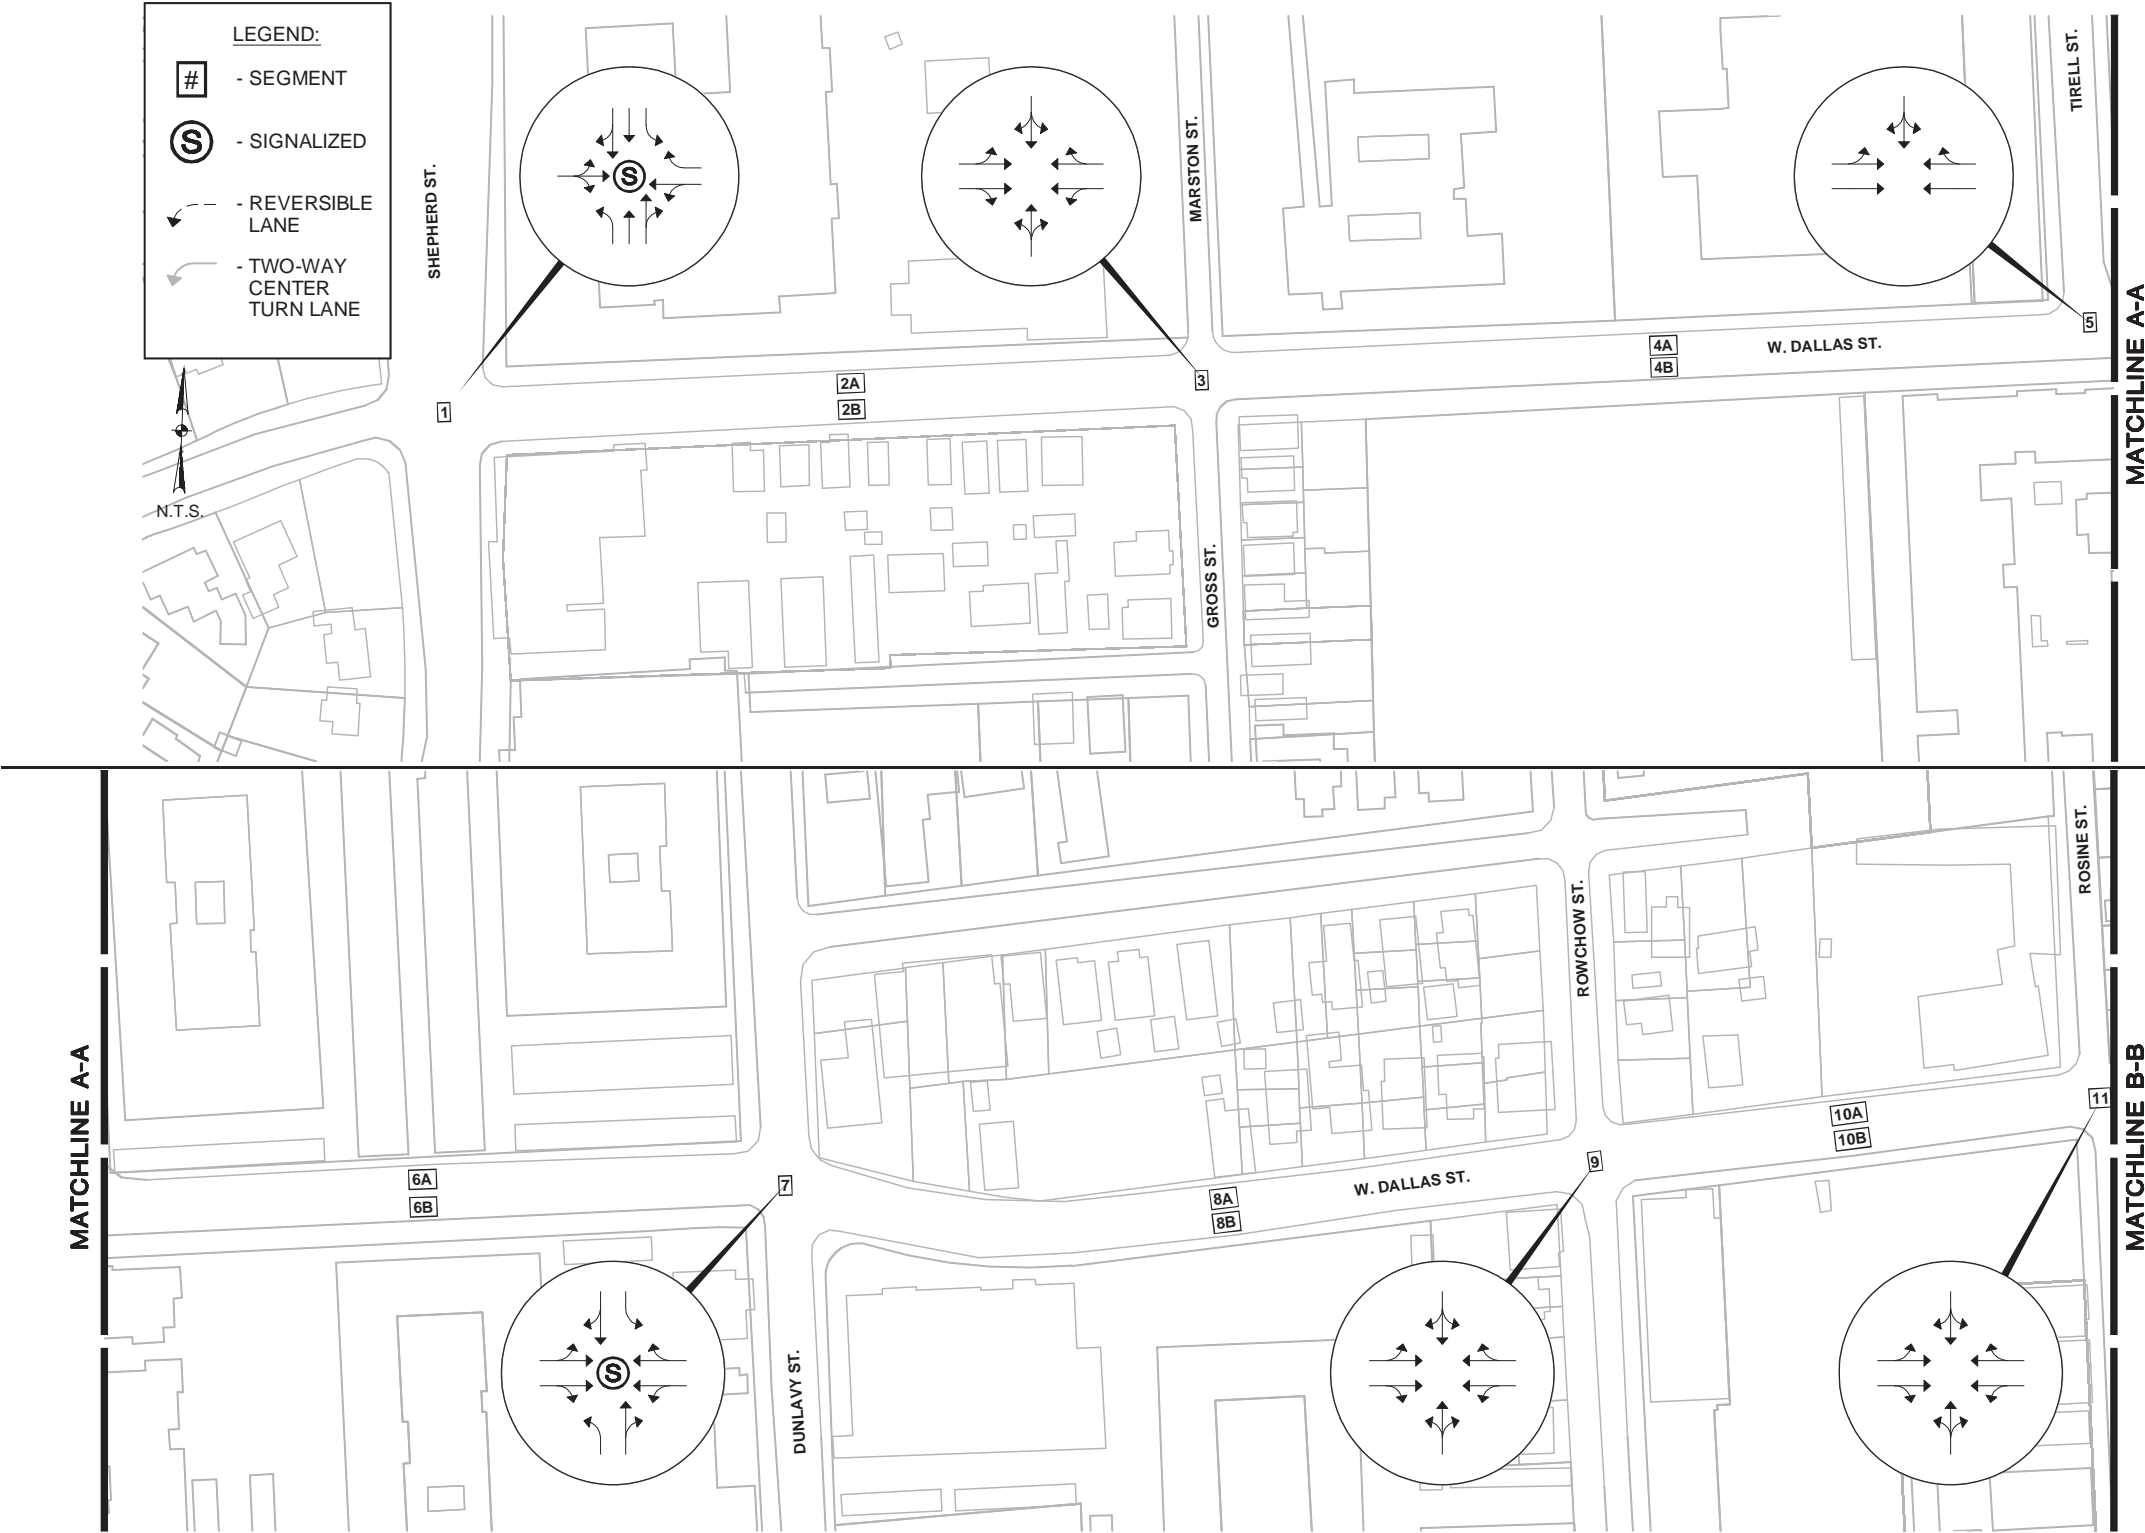 LEGEND:
# - SEGMENT
S - SIGNALIZED
- REVERSIBLE
LANE
- TWO-WAY
CENTER
TURN LANE
N.T.S.
SHEPHERD ST.
S
MARSTON ST.
TIRELL ST.
MATCHLINE A-A
1
2A
2B
3
4A
4B
W. DALLAS ST.
5
GROSS ST.
MATCHLINE A-A
6A
6B
7
S
DUNLAVY ST.
8A
8B
W. DALLAS ST.
9
ROWCHOW ST.
10A
10B
ROSINE ST.
11
MATCHLINE B-B